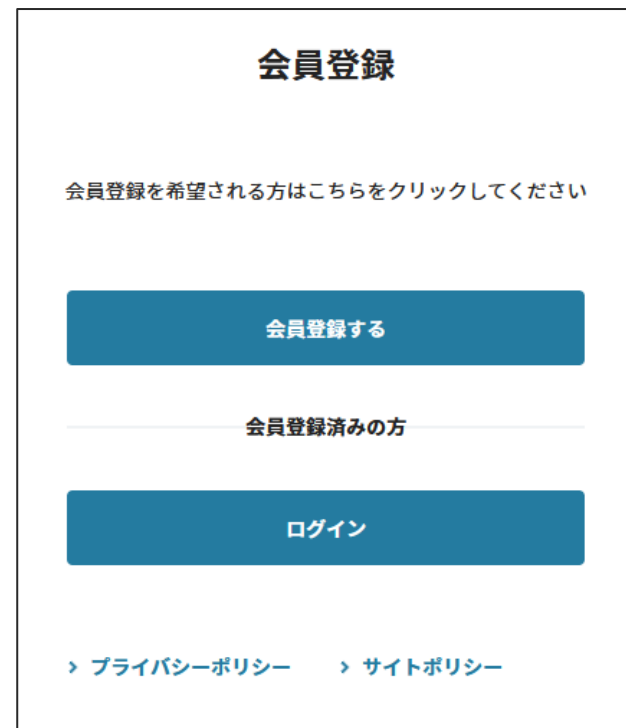 会員登録
会員登録を希望される方はこちらをクリックしてください
会員登録する
会員登録済みの方
ログイン
› プライバシーポリシー › サイトポリシー